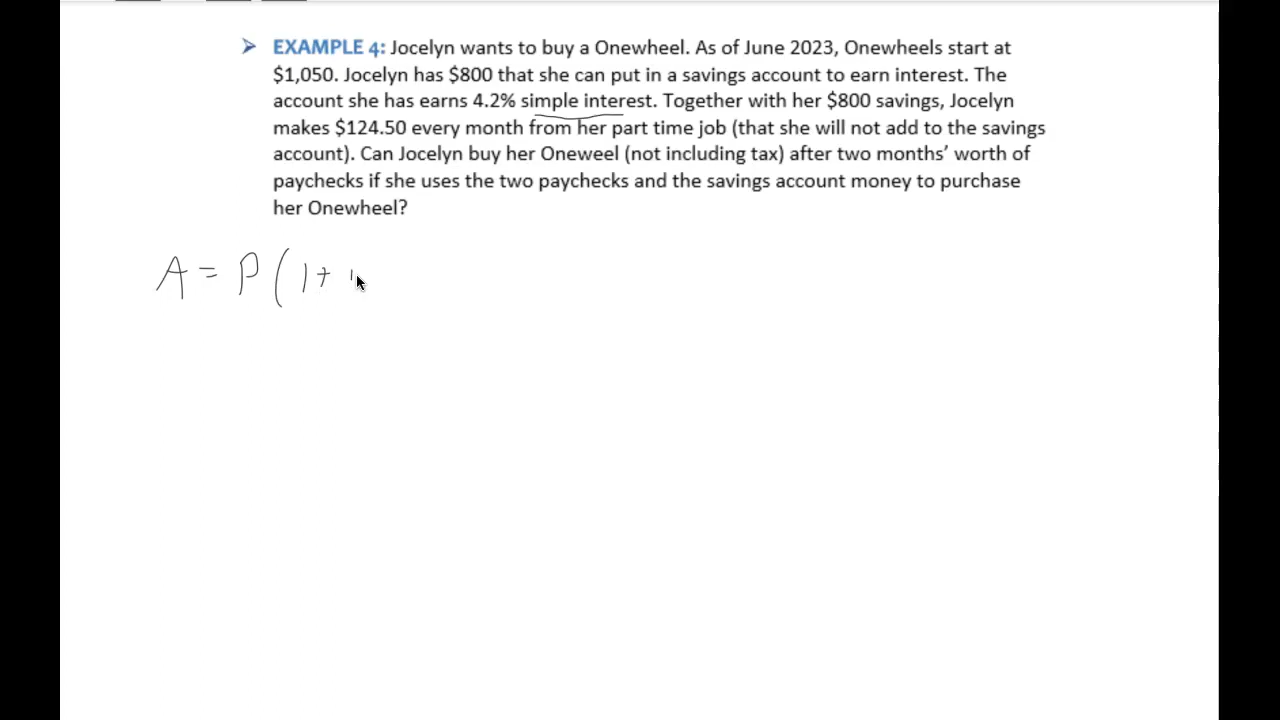 ➤ EXAMPLE 4: Jocelyn wants to buy a Onewheel. As of June 2023, Onewheels start at
$1,050. Jocelyn has $800 that she can put in a savings account to earn interest. The
account she has earns 4.2% simple interest. Together with her $800 savings, Jocelyn
makes $124.50 every month from her part time job (that she will not add to the savings
account). Can Jocelyn buy her Oneweel (not including tax) after two months’ worth of
paychecks if she uses the two paychecks and the savings account money to purchase
her Onewheel?
A = P ( 1 +